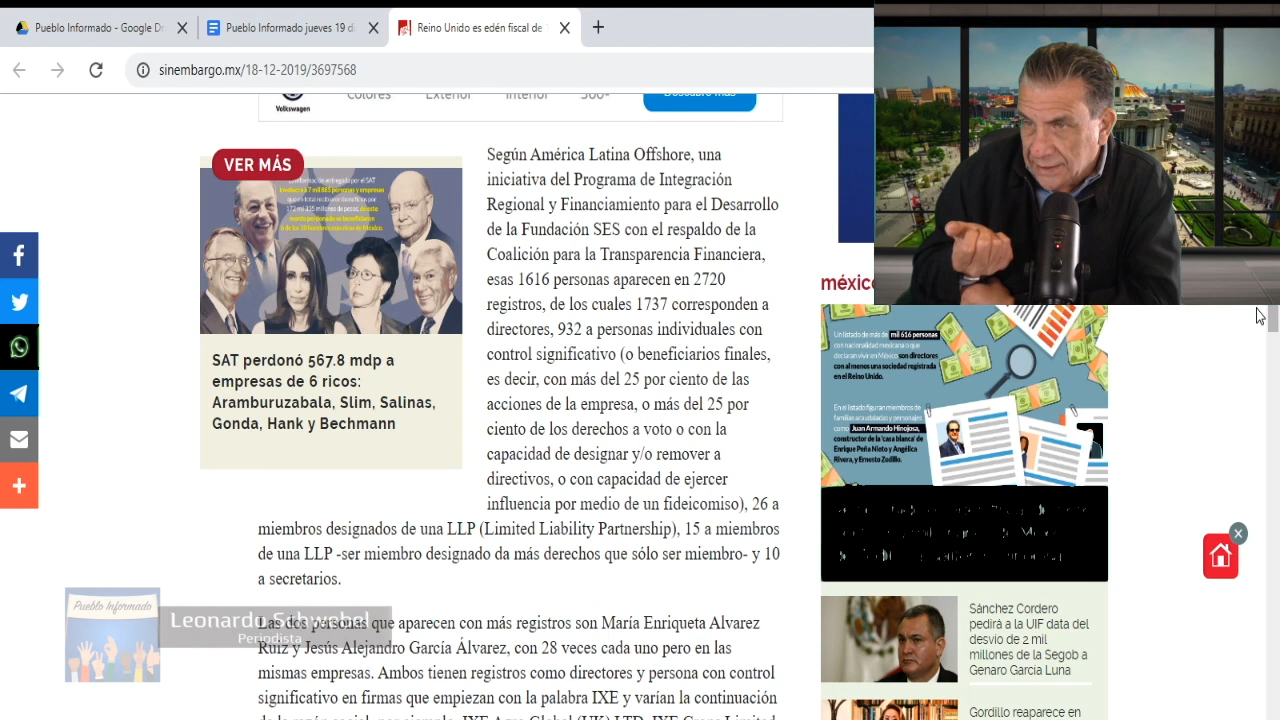 Pueblo Informado - Google Dr
Pueblo Informado jueves 19 di
Reino Unido es edén fiscal de 1
sinembargo.mx/18-12-2019/3697568
Volkswagen
Colores
Exterior
Interior
360°
Descubre más
VER MÁS
involucra a 7 mil 885 personas y empresas
SAT perdonó $67.8 mdp a
empresas de 6 ricos:
Aramburuzabala, Slim, Salinas,
Gonda, Hank y Bechmann
Según América Latina Offshore, una
iniciativa del Programa de Integración
Regional y Financiamiento para el Desarrollo
de la Fundación SES con el respaldo de la
Coalición para la Transparencia Financiera,
esas 1616 personas aparecen en 2720
registros, de los cuales 1737 corresponden a
directores, 932 a personas individuales con
control significativo (o beneficiarios finales,
es decir, con más del 25 por ciento de las
acciones de la empresa, o más del 25 por
ciento de los derechos a voto o con la
capacidad de designar y/o remover a
directivos, o con capacidad de ejercer
influencia por medio de un fideicomiso), 26 a
miembros designados de una LLP (Limited Liability Partnership), 15 a miembros
de una LLP -ser miembro designado da más derechos que sólo ser miembro- y 10
a secretarios.
Las dos personas que aparecen con más registros son María Enriqueta Alvarez
Ruiz y Jesús Alejandro García Álvarez, con 28 veces cada uno pero en las
mismas empresas. Ambos tienen registros como directores y persona con control
significativo en firmas que empiezan con la palabra IXE y varían la continuación
Pueblo Informado
Leonardo Schwebel
Periodista
méxico
Un listado de más de mil 616 personas
con nacionalidad mexicana o que
declaran vivir en México son directores
con al menos una sociedad registrada
en el Reino Unido.
En el listado figuran miembros de
familias acaudaladas y personajes
como Juan Armando Hinojosa,
constructor de la 'casa blanca' de
Enrique Peña Nieto y Angélica
Rivera, y Ernesto Zedillo.
Sánchez Cordero
pedirá a la UIF data del
desvío de 2 mil
millones de la Segob a
Genaro García Luna
Gordillo reaparece en